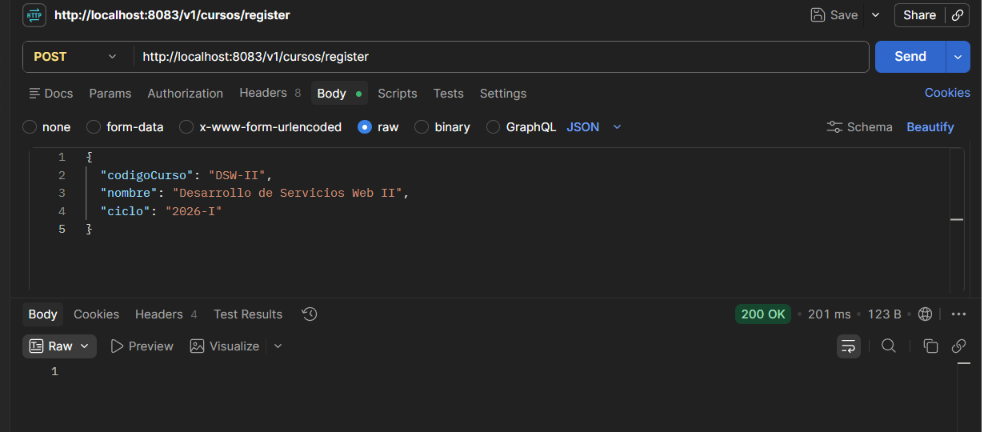 HTTP http://localhost:8083/v1/cursos/register Save Share
POST http://localhost:8083/v1/cursos/register Send
Docs Params Authorization Headers 8 Body Scripts Tests Settings Cookies
none form-data x-www-form-urlencoded raw binary GraphQL JSON Schema Beautify
1 {
2 "codigoCurso": "DSW-II",
3 "nombre": "Desarrollo de Servicios Web II",
4 "ciclo": "2026-I"
5 }
Body Cookies Headers 4 Test Results 200 OK • 201 ms • 123 B •
Raw Preview Visualize
1